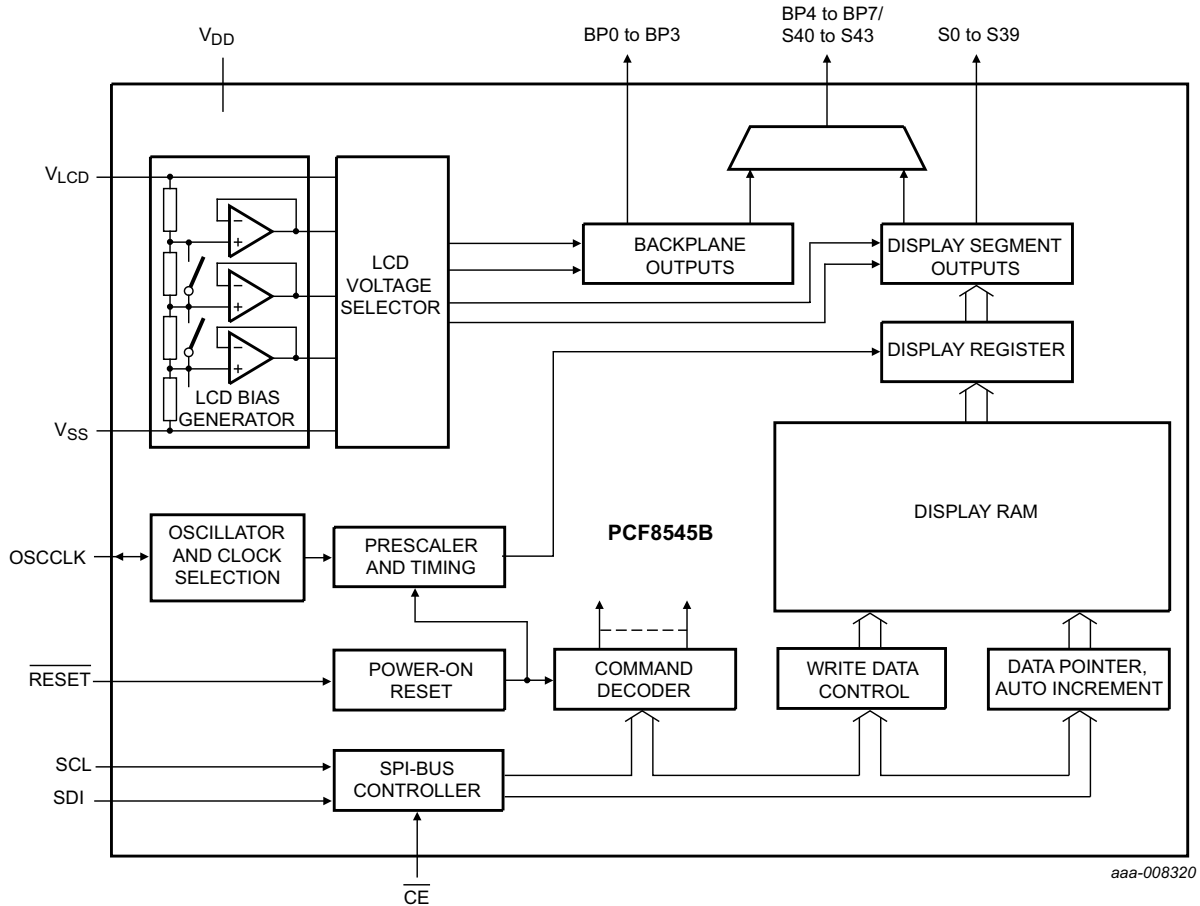 BP0 to BP3
BP4 to BP7/
S40 to S43
S0 to S39
VDD
VLCD
LCD BIAS
GENERATOR
VSS
LCD
VOLTAGE
SELECTOR
BACKPLANE
OUTPUTS
DISPLAY SEGMENT
OUTPUTS
DISPLAY REGISTER
DISPLAY RAM
PCF8545B
OSCCLK
OSCILLATOR
AND CLOCK
SELECTION
PRESCALER
AND TIMING
RESET
POWER-ON
RESET
COMMAND
DECODER
WRITE DATA
CONTROL
DATA POINTER,
AUTO INCREMENT
SCL
SDI
SPI-BUS
CONTROLLER
CE
aaa-008320